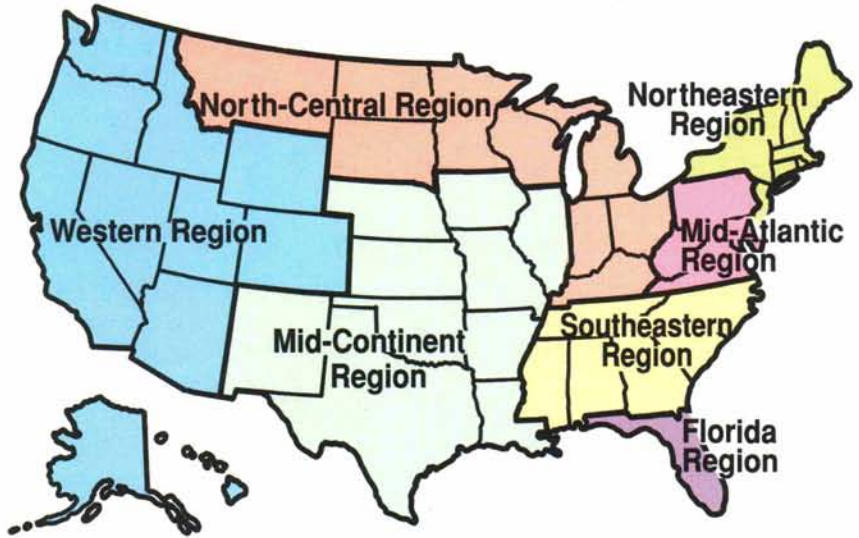 North-Central Region
Northeastern
Region
Western Region
Mid-Atlantic
Region
Mid-Continent
Region
Southeastern
Region
Florida
Region